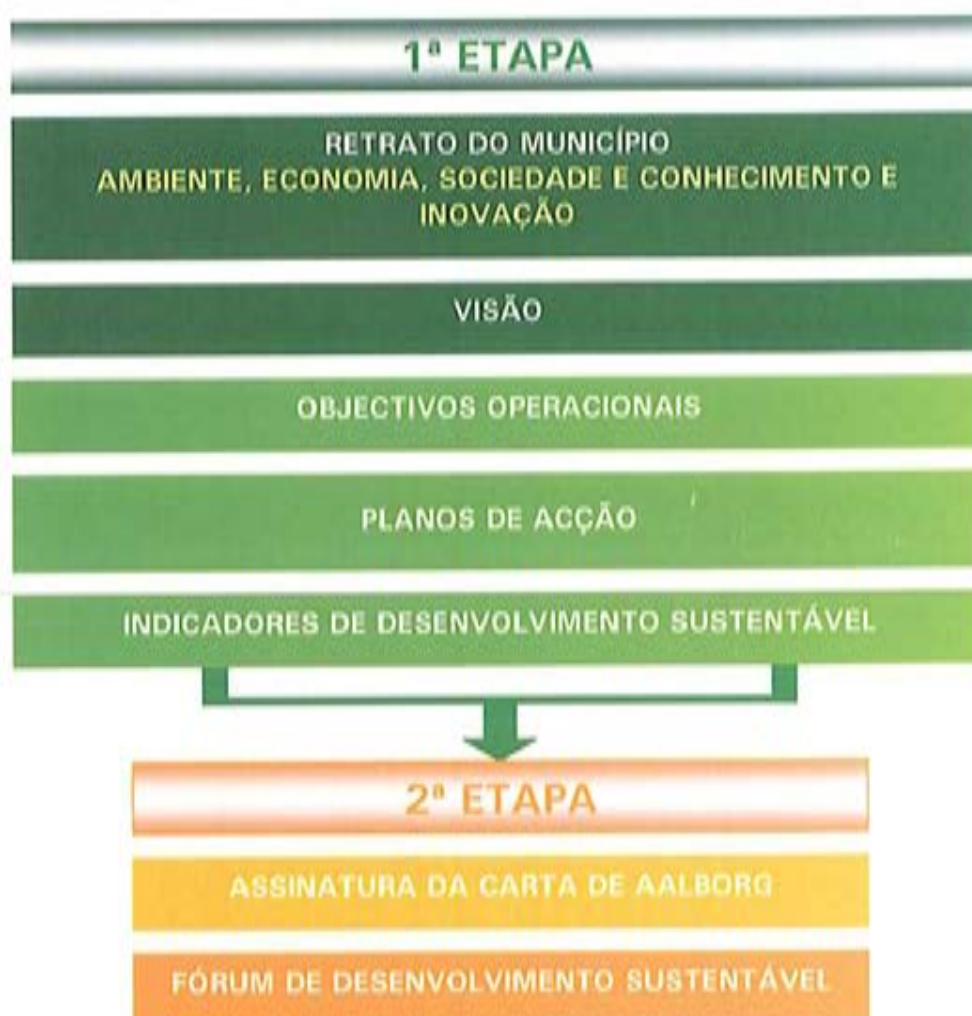 1ª ETAPA
RETRATO DO MUNICÍPIO
AMBIENTE, ECONOMIA, SOCIEDADE E CONHECIMENTO E
INOVAÇÃO
VISÃO
OBJECTIVOS OPERACIONAIS
PLANOS DE ACÇÃO
INDICADORES DE DESENVOLVIMENTO SUSTENTÁVEL
2ª ETAPA
ASSINATURA DA CARTA DE AALBORG
FÓRUM DE DESENVOLVIMENTO SUSTENTÁVEL